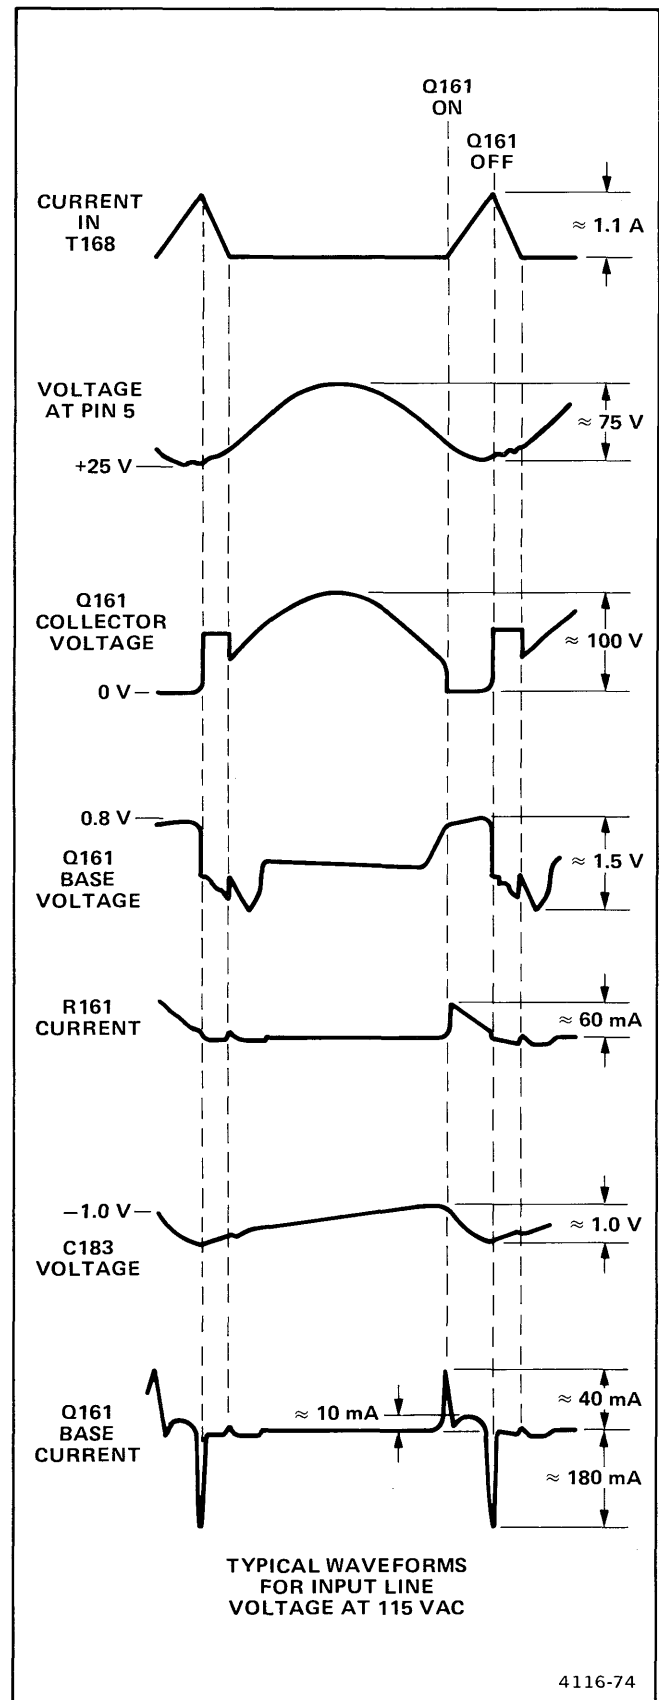 Q161
ON
Q161
OFF
CURRENT
IN
T168
≈ 1.1 A
VOLTAGE
AT PIN 5
≈ 75 V
+25 V
Q161
COLLECTOR
VOLTAGE
≈ 100 V
0 V
0.8 V
Q161
BASE
VOLTAGE
≈ 1.5 V
R161
CURRENT
≈ 60 mA
−1.0 V
C183
VOLTAGE
≈ 1.0 V
Q161
BASE
CURRENT
≈ 10 mA
≈ 40 mA
≈ 180 mA
TYPICAL WAVEFORMS
FOR INPUT LINE
VOLTAGE AT 115 VAC
4116-74